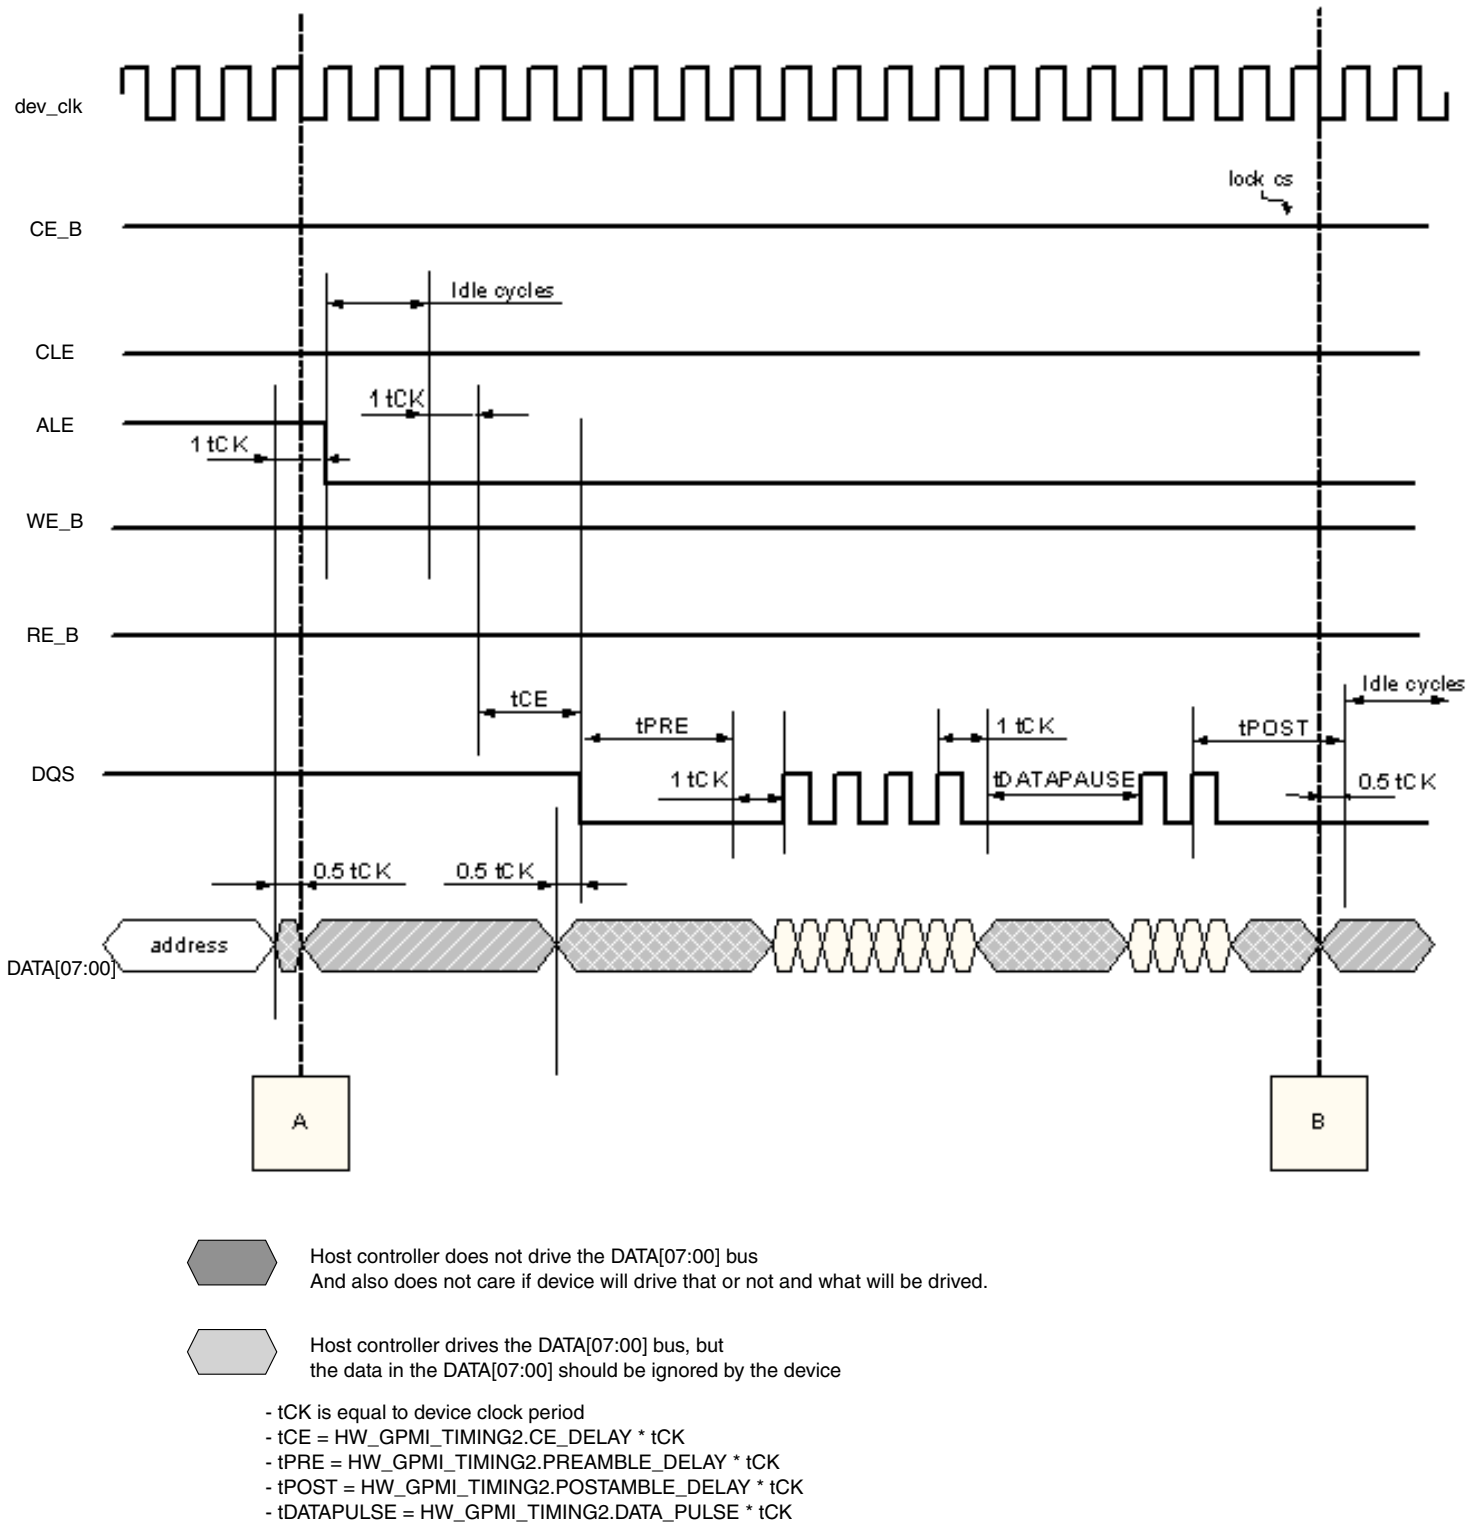 dev_clk
lock cs
CE_B
Idle cycles
CLE
1 tCK
ALE
1 tCK
WE_B
RE_B
Idle cycles
tCE
tPRE
1 tCK
tPOST
DQS
1 tCK
tDATAPAUSE
0.5 tCK
0.5 tCK
0.5 tCK
address
DATA[07:00]
A
B
Host controller does not drive the DATA[07:00] bus
And also does not care if device will drive that or not and what will be drived.
Host controller drives the DATA[07:00] bus, but
the data in the DATA[07:00] should be ignored by the device
- tCK is equal to device clock period
- tCE = HW_GPMI_TIMING2.CE_DELAY * tCK
- tPRE = HW_GPMI_TIMING2.PREAMBLE_DELAY * tCK
- tPOST = HW_GPMI_TIMING2.POSTAMBLE_DELAY * tCK
- tDATAPULSE = HW_GPMI_TIMING2.DATA_PULSE * tCK